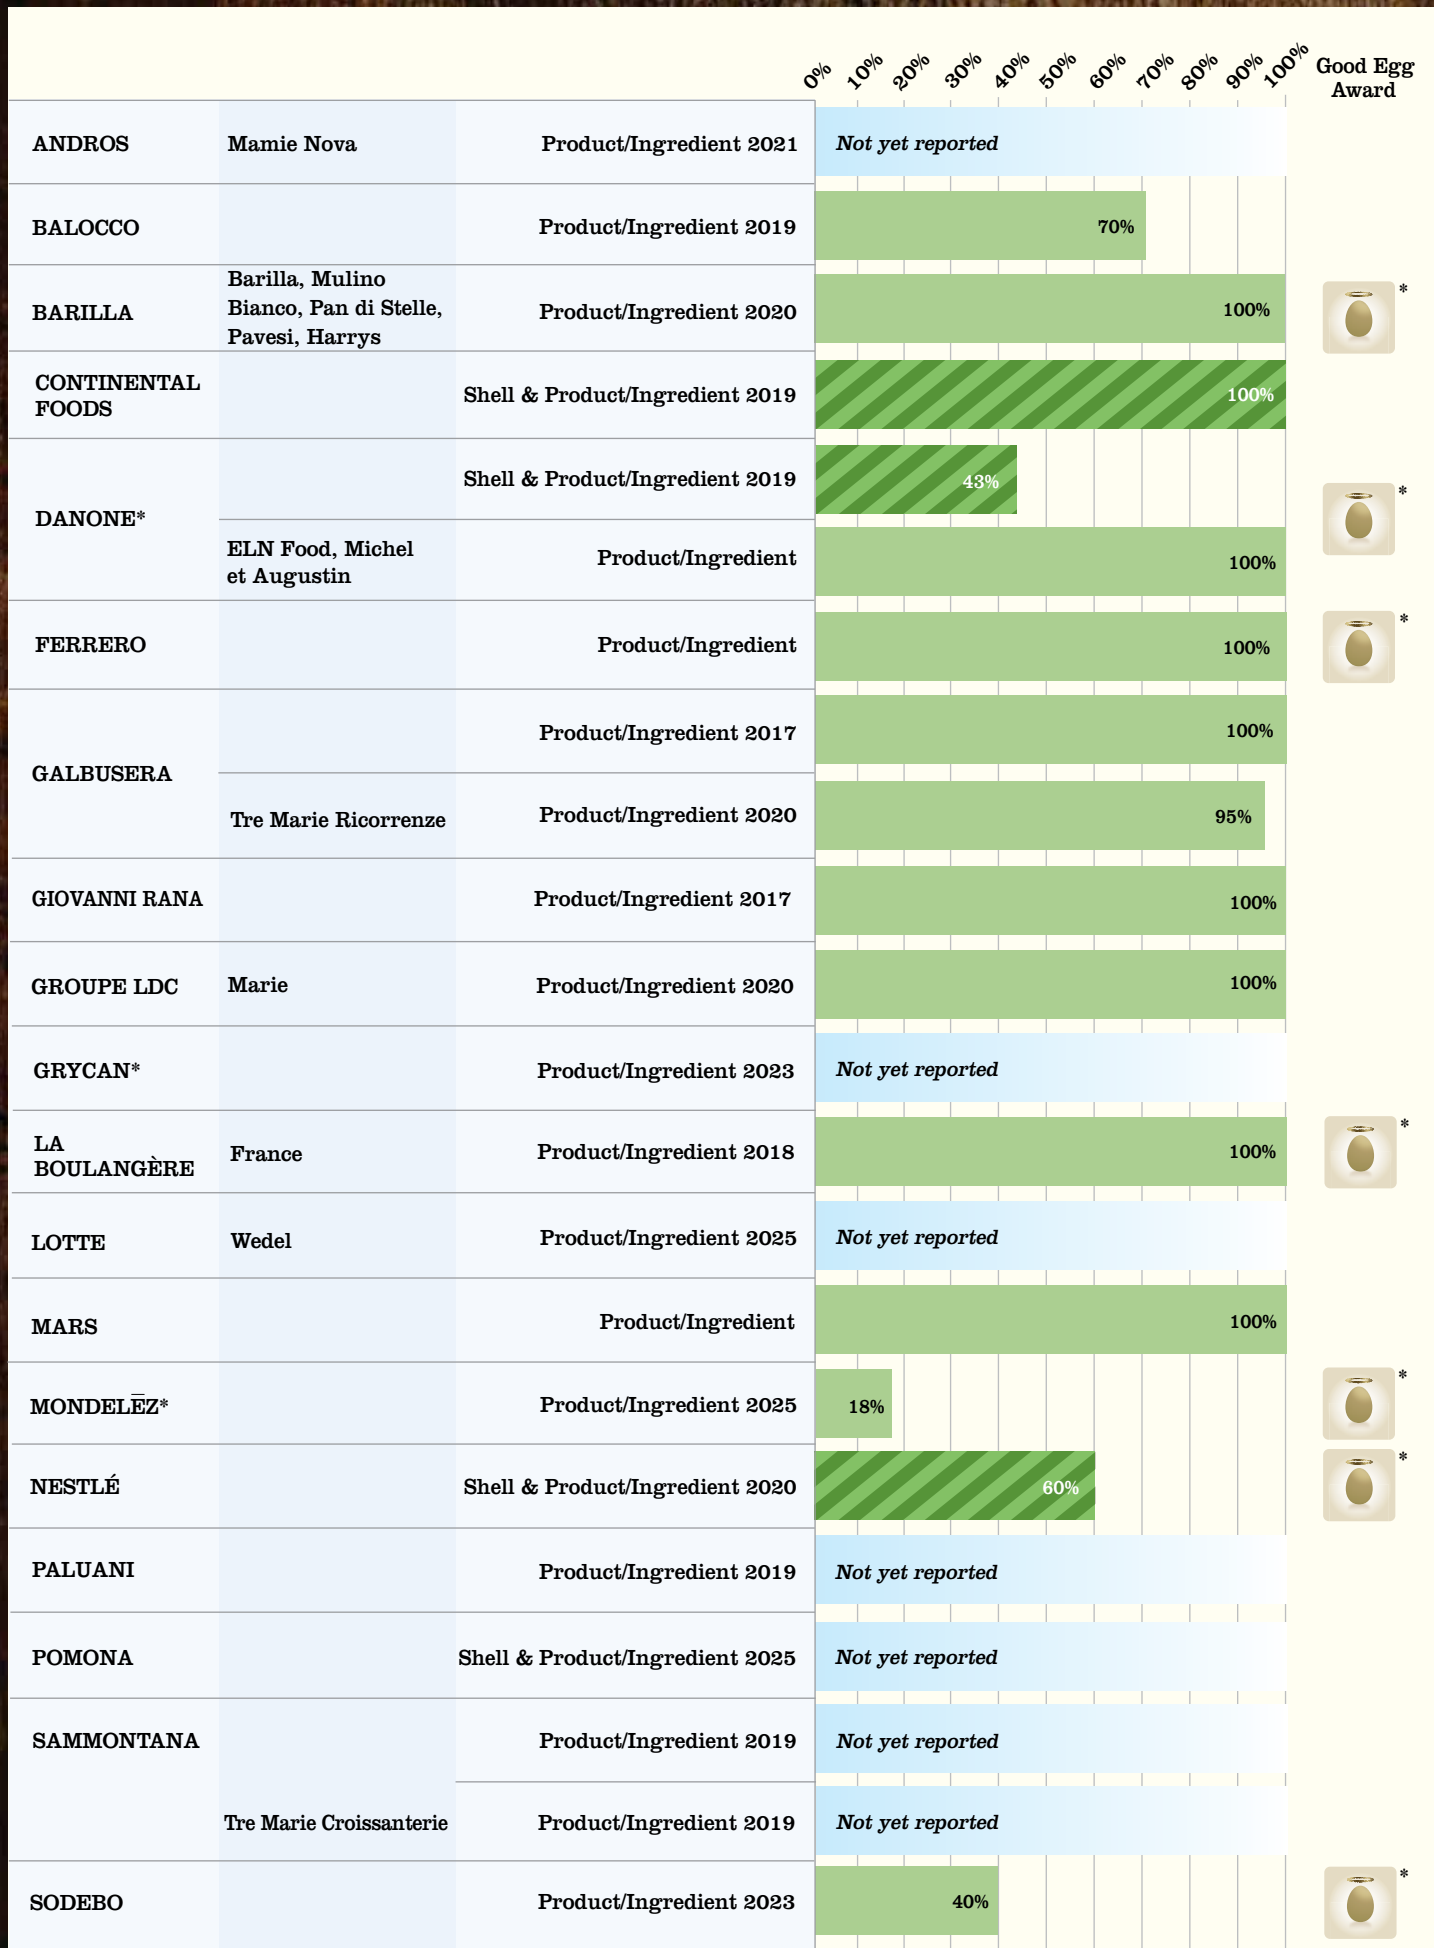 0% 10% 20% 30% 40% 50% 60% 70% 80% 90% 100% Good Egg
Award
ANDROS Mamie Nova Product/Ingredient 2021 Not yet reported
BALOCCO Product/Ingredient 2019 70%
Barilla, Mulino
BARILLA Bianco, Pan di Stelle, Product/Ingredient 2020 100% *
Pavesi, Harrys
CONTINENTAL
FOODS Shell & Product/Ingredient 2019 100%
Shell & Product/Ingredient 2019 43% *
DANONE*
ELN Food, Michel
et Augustin Product/Ingredient 100%
FERRERO Product/Ingredient 100% *
Product/Ingredient 2017 100%
GALBUSERA
Tre Marie Ricorrenze Product/Ingredient 2020 95%
GIOVANNI RANA Product/Ingredient 2017 100%
GROUPE LDC Marie Product/Ingredient 2020 100%
GRYCAN* Product/Ingredient 2023 Not yet reported
LA
BOULANGÈRE France Product/Ingredient 2018 100% *
LOTTE Wedel Product/Ingredient 2025 Not yet reported
MARS Product/Ingredient 100%
MONDELĒZ* Product/Ingredient 2025 18% *
NESTLÉ Shell & Product/Ingredient 2020 60% *
PALUANI Product/Ingredient 2019 Not yet reported
POMONA Shell & Product/Ingredient 2025 Not yet reported
SAMMONTANA Product/Ingredient 2019 Not yet reported
Tre Marie Croissanterie Product/Ingredient 2019 Not yet reported
SODEBO Product/Ingredient 2023 40% *